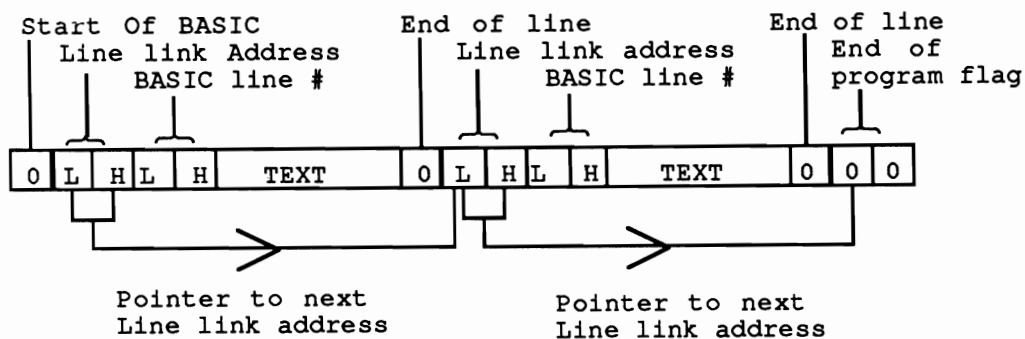 Start Of BASIC End of line End of line
Line link Address Line link address End of
BASIC line # BASIC line # program flag
0 L H L H TEXT 0 L H L H TEXT 0 0 0
Pointer to next Pointer to next
Line link address Line link address